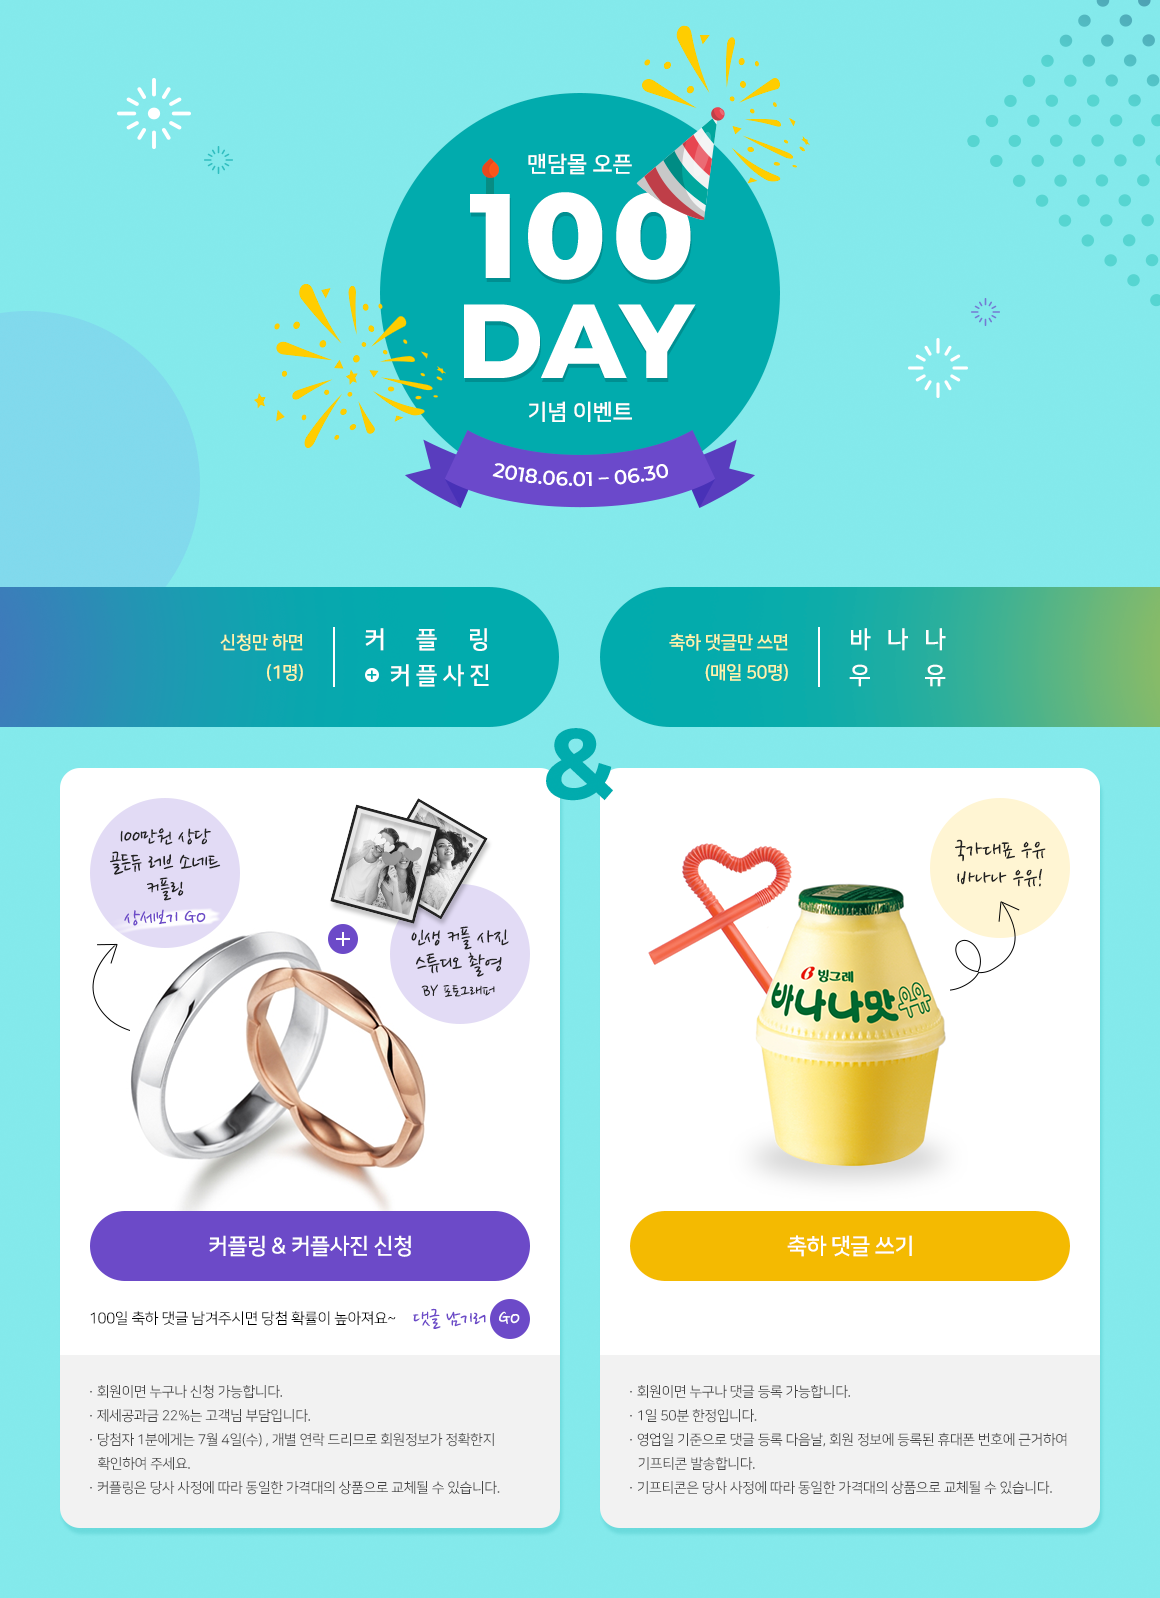 맨담몰 오픈
100
DAY
기념 이벤트
2018.06.01 – 06.30
신청만 하면
(1명)
커플링
+ 커플사진
축하 댓글만 쓰면
(매일 50명)
바나나
우유
&
100만원 상당
골든듀 러브 소네트
커플링
상세보기 GO
+
인생 커플 사진
스튜디오 촬영
BY 포토그래퍼
국가대표 우유
바나나 우유!
빙그레
바나나맛 우유
커플링 & 커플사진 신청
100일 축하 댓글 남겨주시면 당첨 확률이 높아져요~ 댓글 남기러 GO
· 회원이면 누구나 신청 가능합니다.
· 제세공과금 22%는 고객님 부담입니다.
· 당첨자 1분에게는 7월 4일(수) , 개별 연락 드리므로 회원정보가 정확한지
확인하여 주세요.
· 커플링은 당사 사정에 따라 동일한 가격대의 상품으로 교체될 수 있습니다.
축하 댓글 쓰기
· 회원이면 누구나 댓글 등록 가능합니다.
· 1일 50분 한정입니다.
· 영업일 기준으로 댓글 등록 다음날, 회원 정보에 등록된 휴대폰 번호에 근거하여
기프티콘 발송합니다.
· 기프티콘은 당사 사정에 따라 동일한 가격대의 상품으로 교체될 수 있습니다.